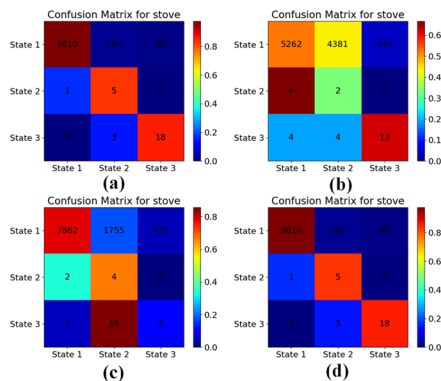 Confusion Matrix for stove
State 1 9810
State 2 1 5 0
State 3 3 18
State 1 State 2 State 3
0.8
0.6
0.4
0.2
0.0
(a)
Confusion Matrix for stove
State 1 5262 4381
State 2 4 2 0
State 3 4 4 13
State 1 State 2 State 3
0.6
0.5
0.4
0.3
0.2
0.1
0.0
(b)
Confusion Matrix for stove
State 1 1755
State 2 2 4 0
State 3 1 18 2
State 1 State 2 State 3
0.8
0.6
0.4
0.2
0.0
(c)
Confusion Matrix for stove
State 1 9810
State 2 1 5 0
State 3 3 18
State 1 State 2 State 3
0.8
0.6
0.4
0.2
0.0
(d)